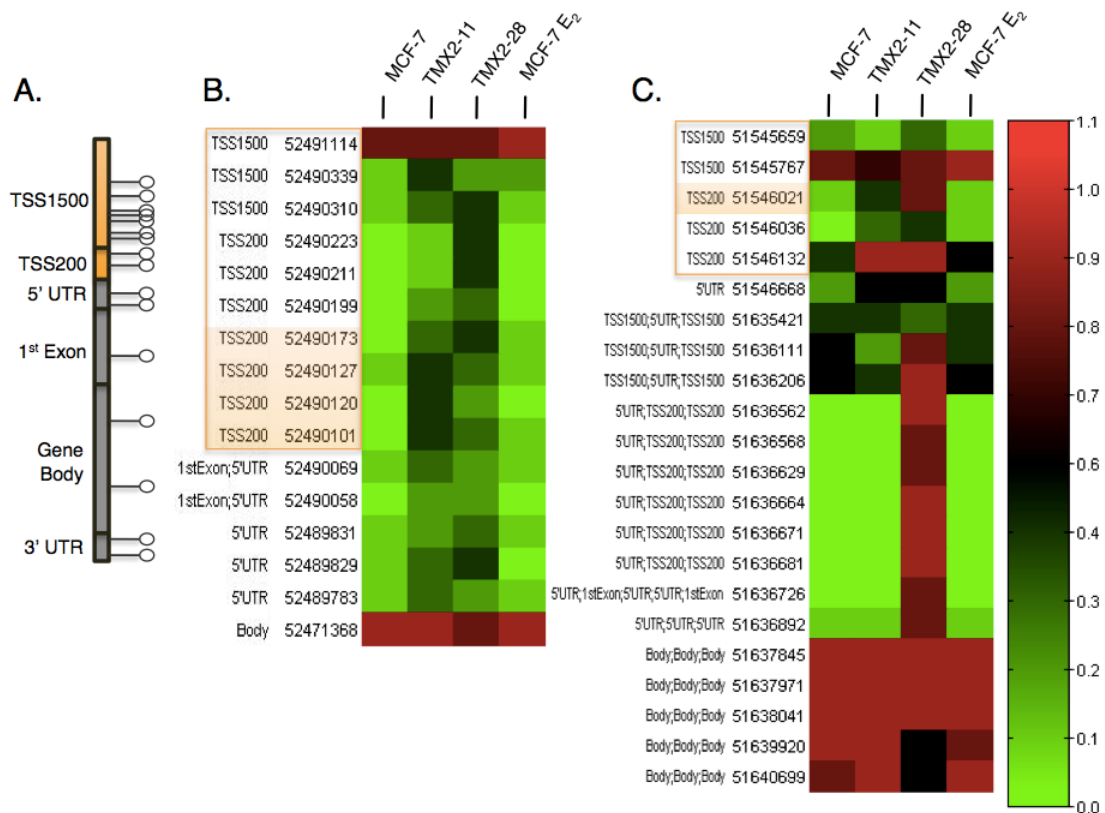 A.
TSS1500
TSS200
5' UTR
1st Exon
Gene
Body
3' UTR
B.
MCF-7
TMX2-11
TMX2-28
MCF-7 E2
TSS1500 52491114
TSS1500 52490339
TSS1500 52490310
TSS200 52490223
TSS200 52490211
TSS200 52490199
TSS200 52490173
TSS200 52490127
TSS200 52490120
TSS200 52490101
1stExon;5'UTR 52490069
1stExon;5'UTR 52490058
5'UTR 52489831
5'UTR 52489829
5'UTR 52489783
Body 52471368
C.
MCF-7
TMX2-11
TMX2-28
MCF-7 E2
TSS1500 51545659
TSS1500 51545767
TSS200 51546021
TSS200 51546036
TSS200 51546132
5'UTR 51546668
TSS1500;5'UTR;TSS1500 51635421
TSS1500;5'UTR;TSS1500 51636111
TSS1500;5'UTR;TSS1500 51636206
5'UTR;TSS200;TSS200 51636562
5'UTR;TSS200;TSS200 51636568
5'UTR;TSS200;TSS200 51636629
5'UTR;TSS200;TSS200 51636664
5'UTR;TSS200;TSS200 51636671
5'UTR;TSS200;TSS200 51636681
5'UTR;1stExon;5'UTR;5'UTR;1stExon 51636726
5'UTR;5'UTR;5'UTR 51636892
Body;Body;Body 51637845
Body;Body;Body 51637971
Body;Body;Body 51638041
Body;Body;Body 51639920
Body;Body;Body 51640699
1.1
1.0
0.9
0.8
0.7
0.6
0.5
0.4
0.3
0.2
0.1
0.0